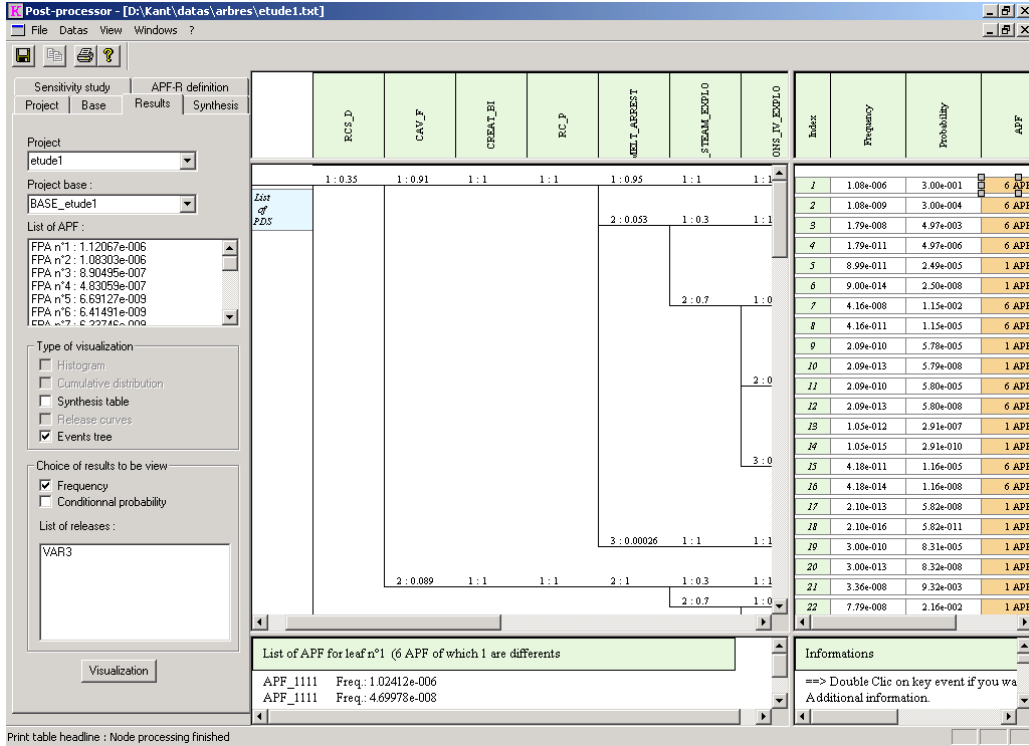 Post-processor - [D:\Kant\datas\arbres\etude1.txt]
File Datas View Windows ?
Sensitivity study APF-R definition
Project Base Results Synthesis
Project
etude1
Project base :
BASE_etude1
List of APF :
FPA n°1 : 1.12067e-006
FPA n°2 : 1.08303e-006
FPA n°3 : 8.90495e-007
FPA n°4 : 4.83059e-007
FPA n°5 : 6.69127e-009
FPA n°6 : 6.41491e-009
Type of visualization
Histogram
Cumulative distribution
Synthesis table
Release curves
Events tree
Choice of results to be view
Frequency
Conditionnal probability
List of releases :
VAR3
Visualization
RCS_D CAV_F CREAT_BI RC_P MELT_ARREST _STEAM_EXPLO ONS_IV_EXPLO
1 : 0.35 1 : 0.91 1 : 1 1 : 1 1 : 0.95 1 : 1 1 : 1
List
of
PDS
2 : 0.053 1 : 0.3 1 : 1
2 : 0.7 1 : 0
2 : 0
3 : 0
3 : 0.00026 1 : 1 1 : 1
2 : 0.089 1 : 1 1 : 1 2 : 1 1 : 0.3 1 : 1
2 : 0.7 1 : 0
Index Frequency Probability APF
1 1.08e-006 3.00e-001 6 APF
2 1.08e-009 3.00e-004 6 APF
3 1.79e-008 4.97e-003 6 APF
4 1.79e-011 4.97e-006 6 APF
5 8.99e-011 2.49e-005 1 APF
6 9.00e-014 2.50e-008 1 APF
7 4.16e-008 1.15e-002 6 APF
8 4.16e-011 1.15e-005 6 APF
9 2.09e-010 5.78e-005 1 APF
10 2.09e-013 5.79e-008 1 APF
11 2.09e-010 5.80e-005 6 APF
12 2.09e-013 5.80e-008 6 APF
13 1.05e-012 2.91e-007 1 APF
14 1.05e-015 2.91e-010 1 APF
15 4.18e-011 1.16e-005 6 APF
16 4.18e-014 1.16e-008 6 APF
17 2.10e-013 5.82e-008 1 APF
18 2.10e-016 5.82e-011 1 APF
19 3.00e-010 8.31e-005 1 APF
20 3.00e-013 8.32e-008 1 APF
21 3.36e-008 9.32e-003 1 APF
22 7.79e-008 2.16e-002 1 APF
List of APF for leaf n°1 (6 APF of which 1 are differents
APF_1111 Freq.: 1.02412e-006
APF_1111 Freq.: 4.69978e-008
Informations
==> Double Clic on key event if you wa
Additional information.
Print table headline : Node processing finished